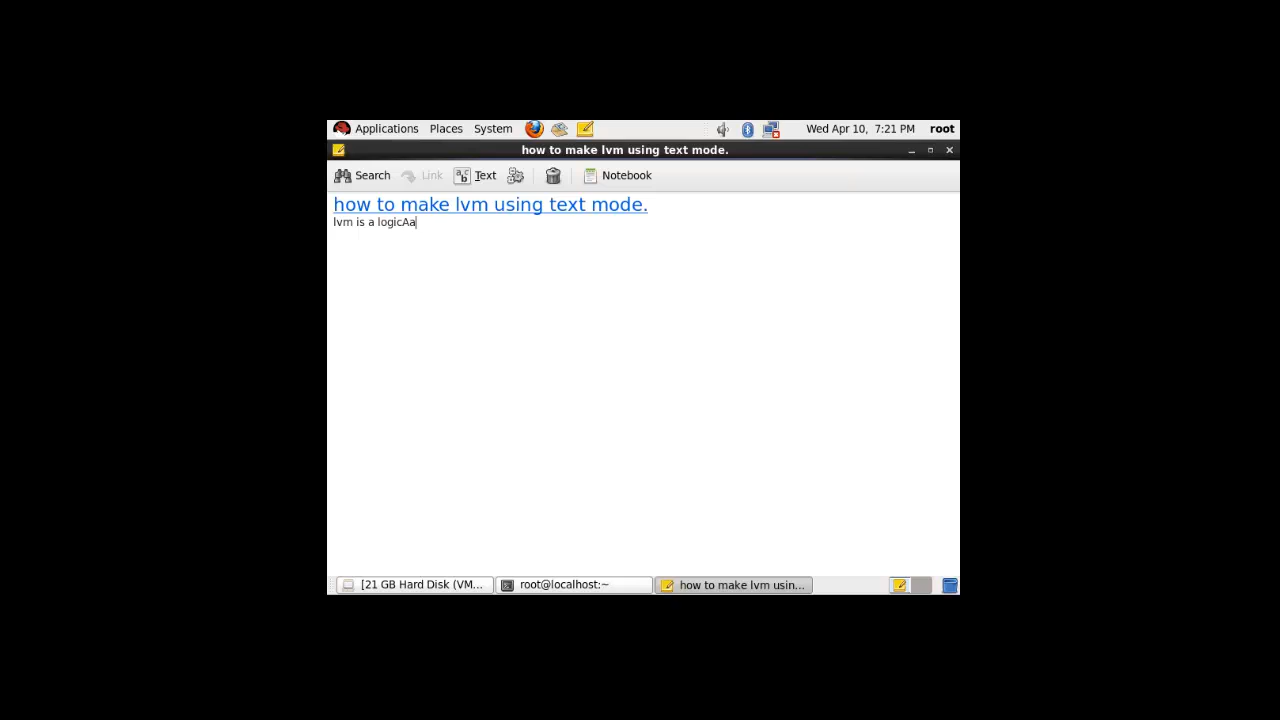 Applications Places System Wed Apr 10, 7:21 PM root
how to make lvm using text mode.
Search Link Text Notebook
how to make lvm using text mode.
lvm is a logicAa
[21 GB Hard Disk (VM... root@localhost:~ how to make lvm usin...